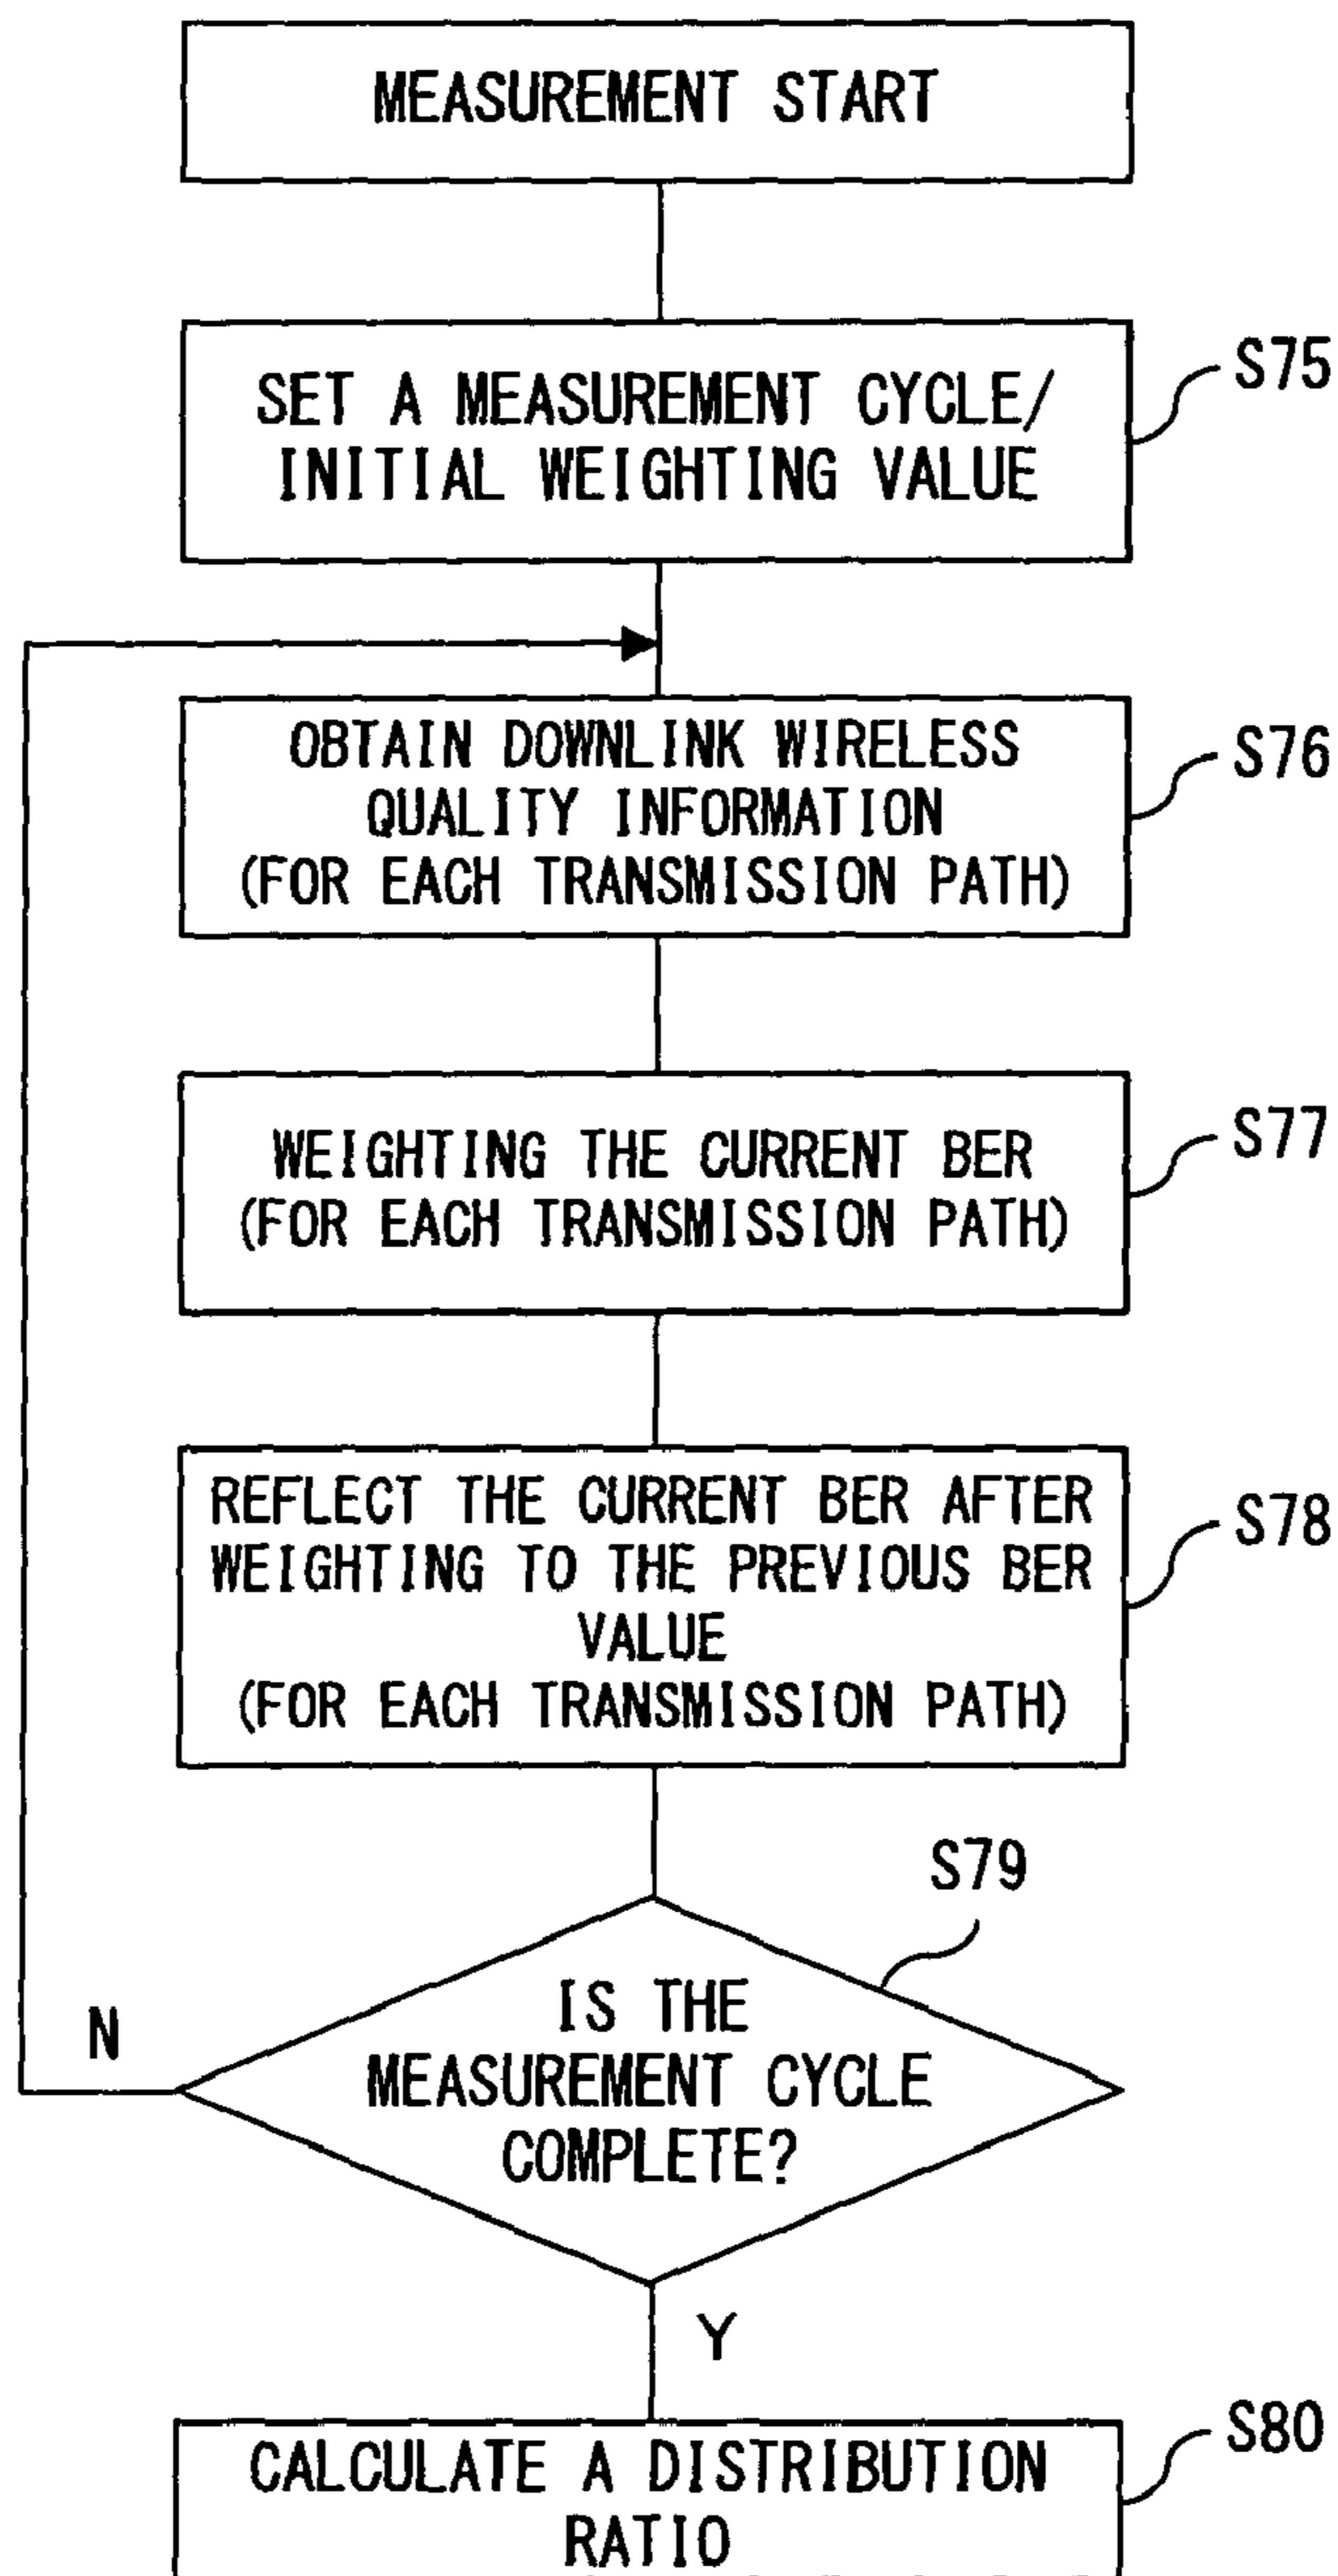 MEASUREMENT START
SET A MEASUREMENT CYCLE/
INITIAL WEIGHTING VALUE
S75
OBTAIN DOWNLINK WIRELESS
QUALITY INFORMATION
(FOR EACH TRANSMISSION PATH)
S76
WEIGHTING THE CURRENT BER
(FOR EACH TRANSMISSION PATH)
S77
REFLECT THE CURRENT BER AFTER
WEIGHTING TO THE PREVIOUS BER
VALUE
(FOR EACH TRANSMISSION PATH)
S78
S79
IS THE
MEASUREMENT CYCLE
COMPLETE?
N
Y
CALCULATE A DISTRIBUTION
RATIO
S80